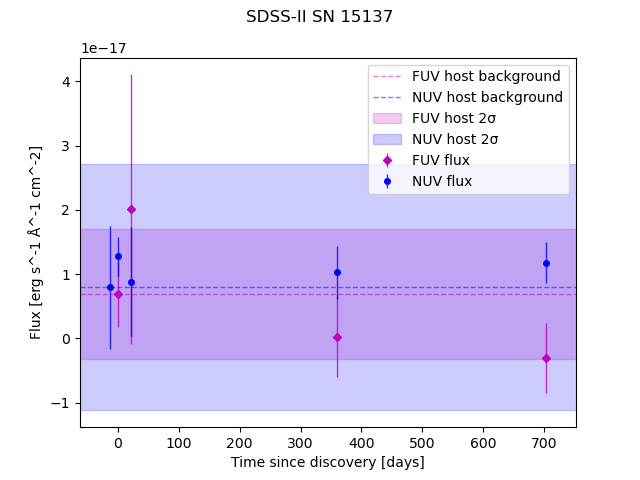 SDSS-II SN 15137
1e−17
4
3
2
1
0
−1
Flux [erg s^-1 Å^-1 cm^-2]
FUV host background
NUV host background
FUV host 2σ
NUV host 2σ
FUV flux
NUV flux
0 100 200 300 400 500 600 700
Time since discovery [days]